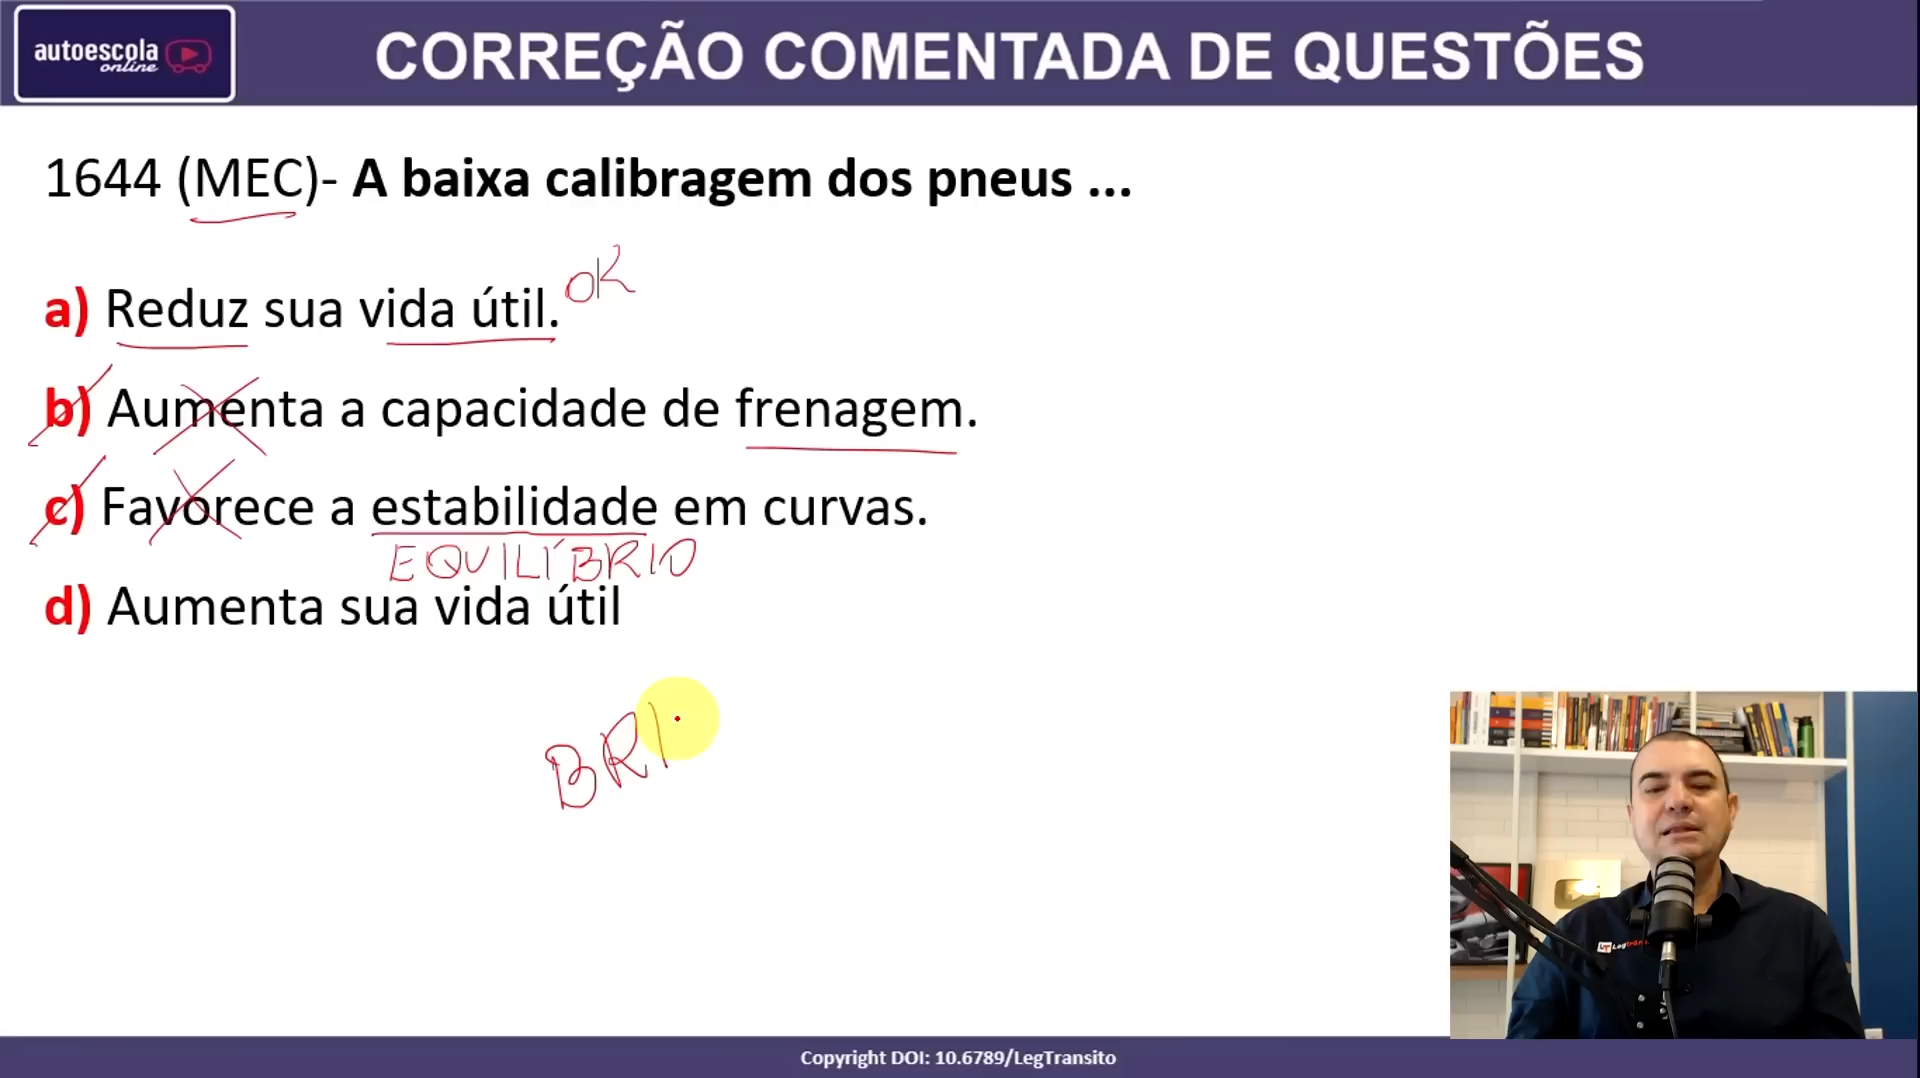 autoescola
online
CORREÇÃO COMENTADA DE QUESTÕES
1644 (MEC)- A baixa calibragem dos pneus ...
a) Reduz sua vida útil. OK
b) Aumenta a capacidade de frenagem.
c) Favorece a estabilidade em curvas.
EQUILÍBRIO
d) Aumenta sua vida útil
BRI
Copyright DOI: 10.6789/LegTransito